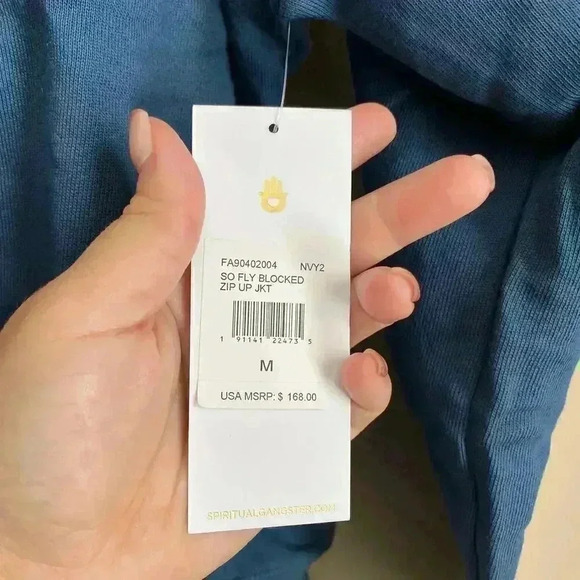 FA90402004 NVY2
SO FLY BLOCKED
ZIP UP JKT
1 91141 22473 5
M
USA MSRP: $ 168.00
SPIRITUALGANGSTER.COM